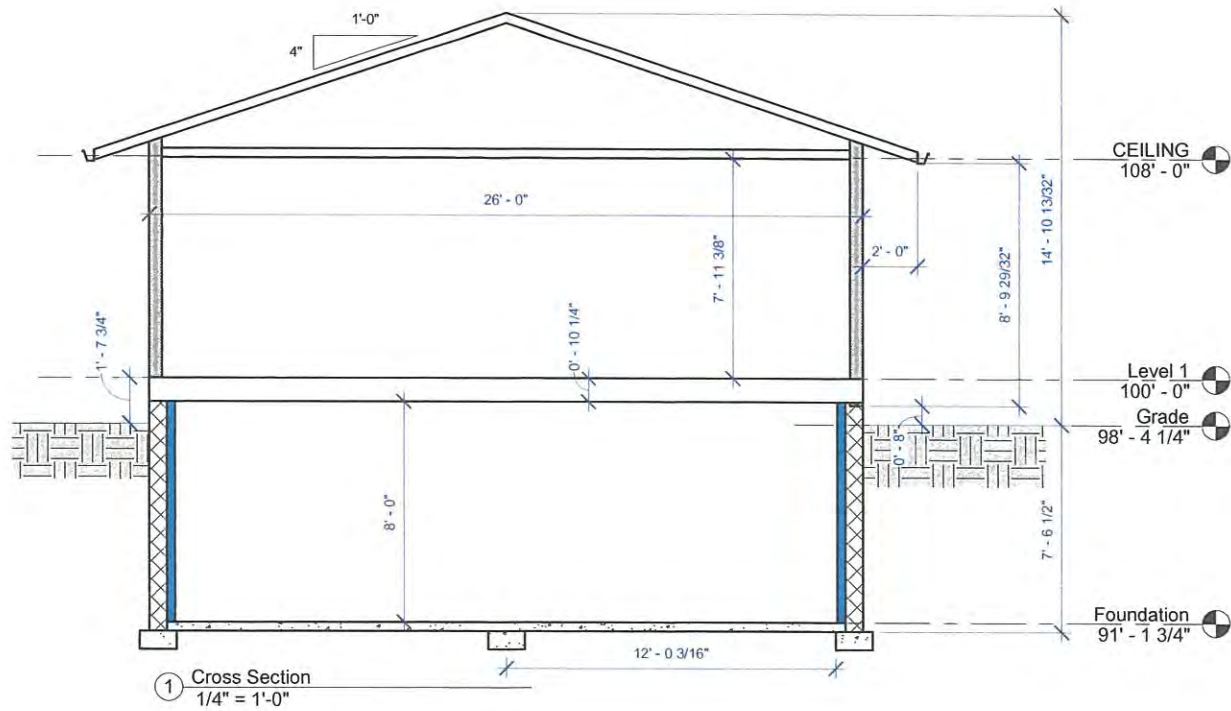 1'-0"
4"
CEILING
108' - 0"
26' - 0"
14' - 10 13/32"
2' - 0"
7' - 11 3/8"
8' - 9 29/32"
1' - 7 3/4"
0' - 10 1/4"
Level 1
100' - 0"
Grade
98' - 4 1/4"
0' - 8"
8' - 0"
7' - 6 1/2"
Foundation
91' - 1 3/4"
12' - 0 3/16"
1 Cross Section
1/4" = 1'-0"